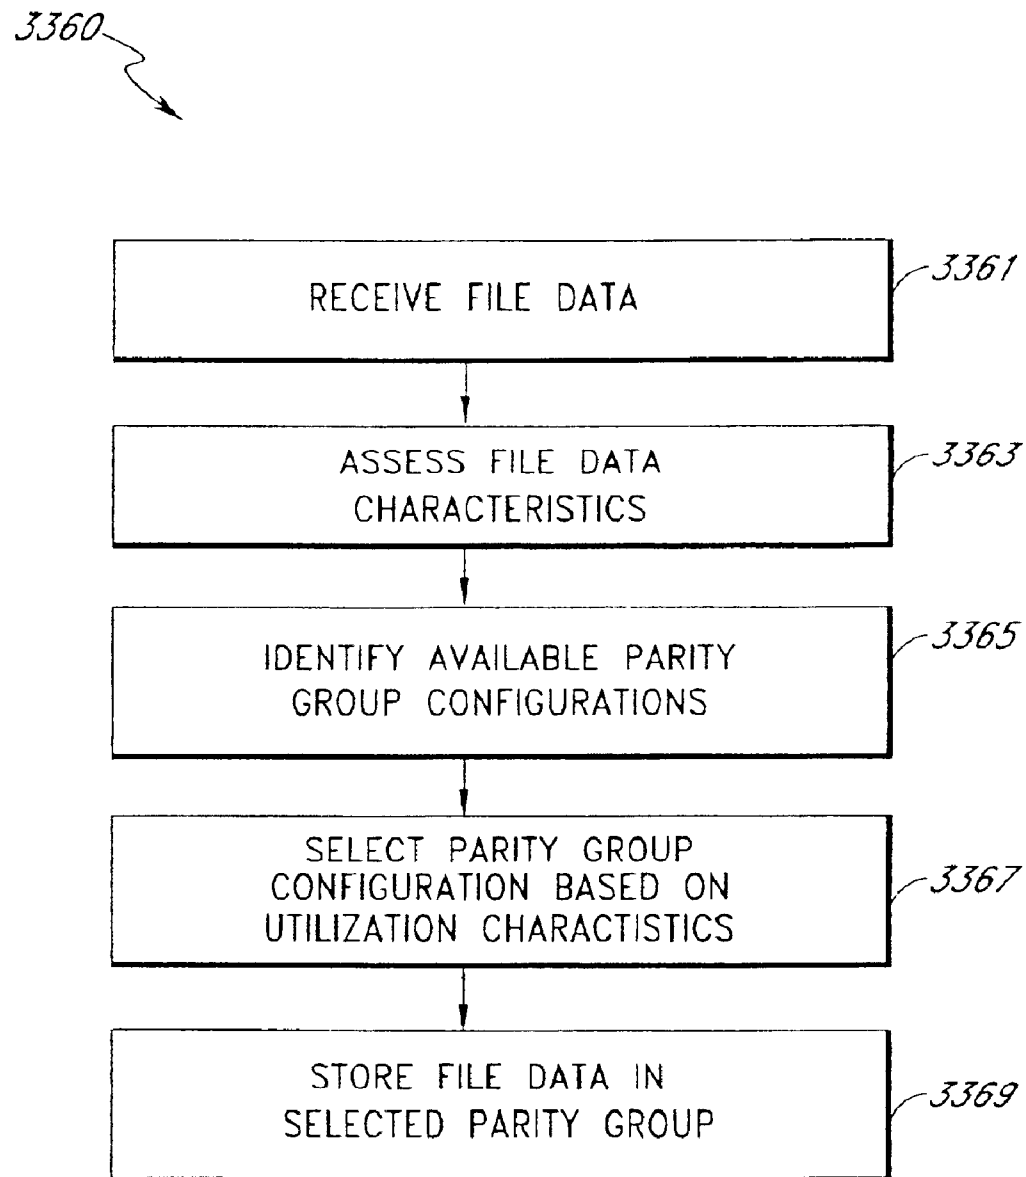 3360
RECEIVE FILE DATA
3361
ASSESS FILE DATA
CHARACTERISTICS
3363
IDENTIFY AVAILABLE PARITY
GROUP CONFIGURATIONS
3365
SELECT PARITY GROUP
CONFIGURATION BASED ON
UTILIZATION CHARACTISTICS
3367
STORE FILE DATA IN
SELECTED PARITY GROUP
3369